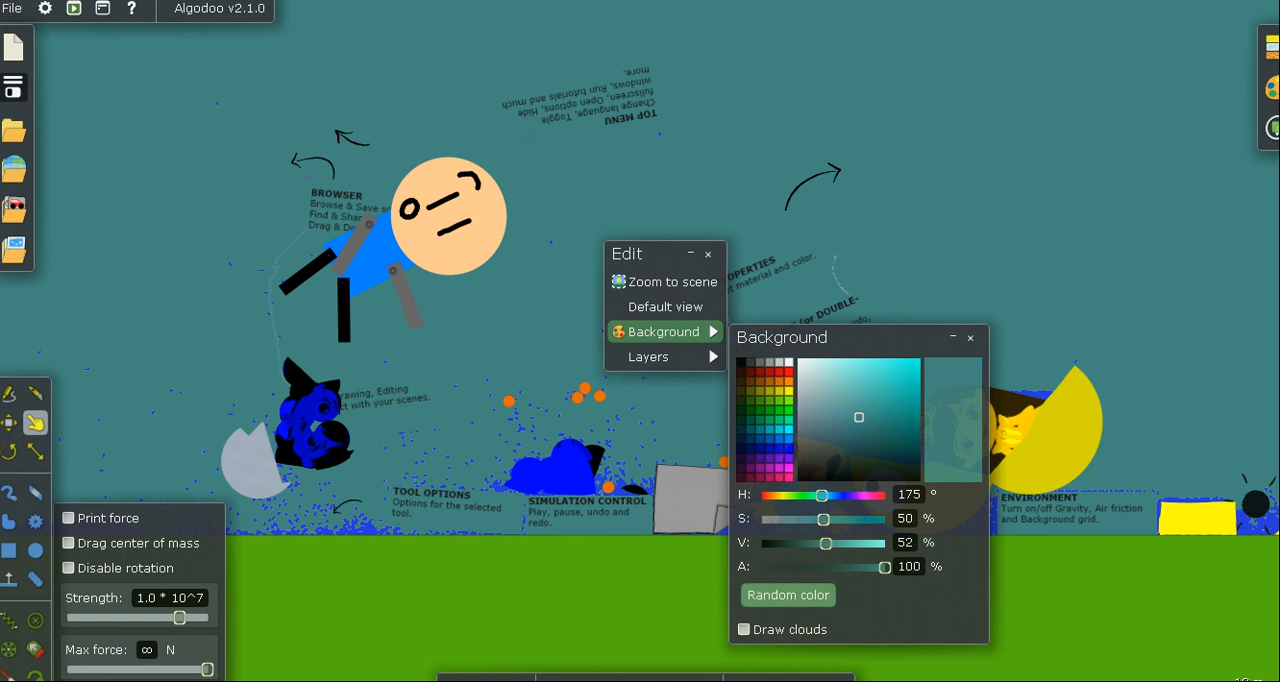 File ? Algodoo v2.1.0
TOP MENU
Change language, Toggle
fullscreen, Open options, Hide
windows, Run tutorials and much
more.
BROWSER
Browse & Save
Find & Shar
Drag &
Edit
Zoom to scene
Default view
Background
Layers
OPERTIES
material and color.
or DOUBLE-
info,
rawing, Editing
with your scenes.
Background
H: 175 °
S: 50 %
V: 52 %
A: 100 %
Random color
Draw clouds
TOOL OPTIONS
Options for the selected
tool.
SIMULATION CONTROL
Play, pause, undo and
redo.
ENVIRONMENT
Turn on/off Gravity, Air friction
and Background grid.
Print force
Drag center of mass
Disable rotation
Strength: 1.0 * 10^7
Max force: ∞ N